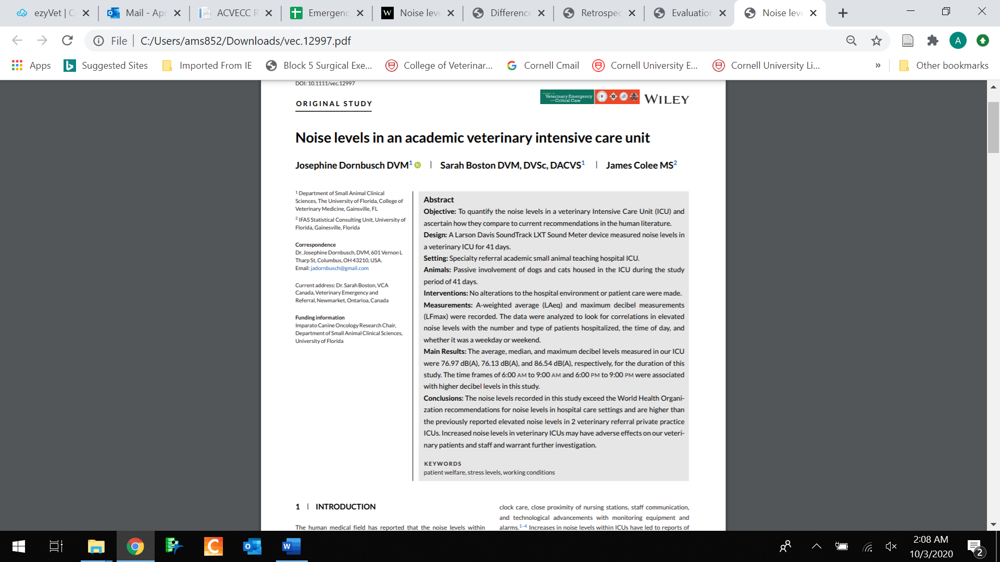 ezyVet | C
Mail - Apr
ACVECC R
Emergenc
Noise leve
Difference
Retrospec
Evaluation
Noise leve
File
C:/Users/ams852/Downloads/vec.12997.pdf
A
Apps
Suggested Sites
Imported From IE
Block 5 Surgical Exe...
College of Veterinar...
Cornell Cmail
Cornell University E...
Cornell University Li...
»
Other bookmarks
DOI: 10.1111/vec.12997
ORIGINAL STUDY
Veterinary Emergency
and Critical Care
WILEY
Noise levels in an academic veterinary intensive care unit
Josephine Dornbusch DVM1 | Sarah Boston DVM, DVSc, DACVS1 | James Colee MS2
1 Department of Small Animal Clinical
Sciences, The University of Florida, College of
Veterinary Medicine, Gainsville, FL
2 IFAS Statistical Consulting Unit, University of
Florida, Gainesville, Florida
Correspondence
Dr. Josephine Dornbusch, DVM, 601 Vernon L
Tharp St, Columbus, OH 43210, USA.
Email: jadornbusch@gmail.com
Current address: Dr. Sarah Boston, VCA
Canada, Veterinary Emergency and
Referral, Newmarket, Ontarioa, Canada
Funding information
Imparato Canine Oncology Research Chair,
Department of Small Animal Clinical Sciences,
University of Florida
Abstract
Objective: To quantify the noise levels in a veterinary Intensive Care Unit (ICU) and
ascertain how they compare to current recommendations in the human literature.
Design: A Larson Davis SoundTrack LXT Sound Meter device measured noise levels in
a veterinary ICU for 41 days.
Setting: Specialty referral academic small animal teaching hospital ICU.
Animals: Passive involvement of dogs and cats housed in the ICU during the study
period of 41 days.
Interventions: No alterations to the hospital environment or patient care were made.
Measurements: A-weighted average (LAeq) and maximum decibel measurements
(LFmax) were recorded. The data were analyzed to look for correlations in elevated
noise levels with the number and type of patients hospitalized, the time of day, and
whether it was a weekday or weekend.
Main Results: The average, median, and maximum decibel levels measured in our ICU
were 76.97 dB(A), 76.13 dB(A), and 86.54 dB(A), respectively, for the duration of this
study. The time frames of 6:00 AM to 9:00 AM and 6:00 PM to 9:00 PM were associated
with higher decibel levels in this study.
Conclusions: The noise levels recorded in this study exceed the World Health Organi-
zation recommendations for noise levels in hospital care settings and are higher than
the previously reported elevated noise levels in 2 veterinary referral private practice
ICUs. Increased noise levels in veterinary ICUs may have adverse effects on our veteri-
nary patients and staff and warrant further investigation.
KEYWORDS
patient welfare, stress levels, working conditions
1 | INTRODUCTION
The human medical field has reported that the noise levels within
clock care, close proximity of nursing stations, staff communication,
and technological advancements with monitoring equipment and
alarms.1–4 Increases in noise levels within ICUs have led to reports of
2:08 AM
10/3/2020
2